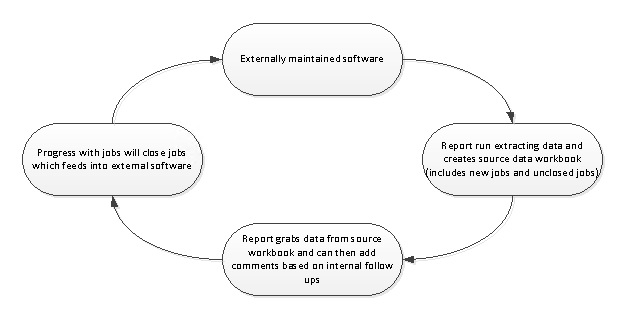 Externally maintained software
Report run extracting data and
creates source data workbook
(includes new jobs and unclosed jobs)
Progress with jobs will close jobs
which feeds into external software
Report grabs data from source
workbook and can then add
comments based on internal follow
ups